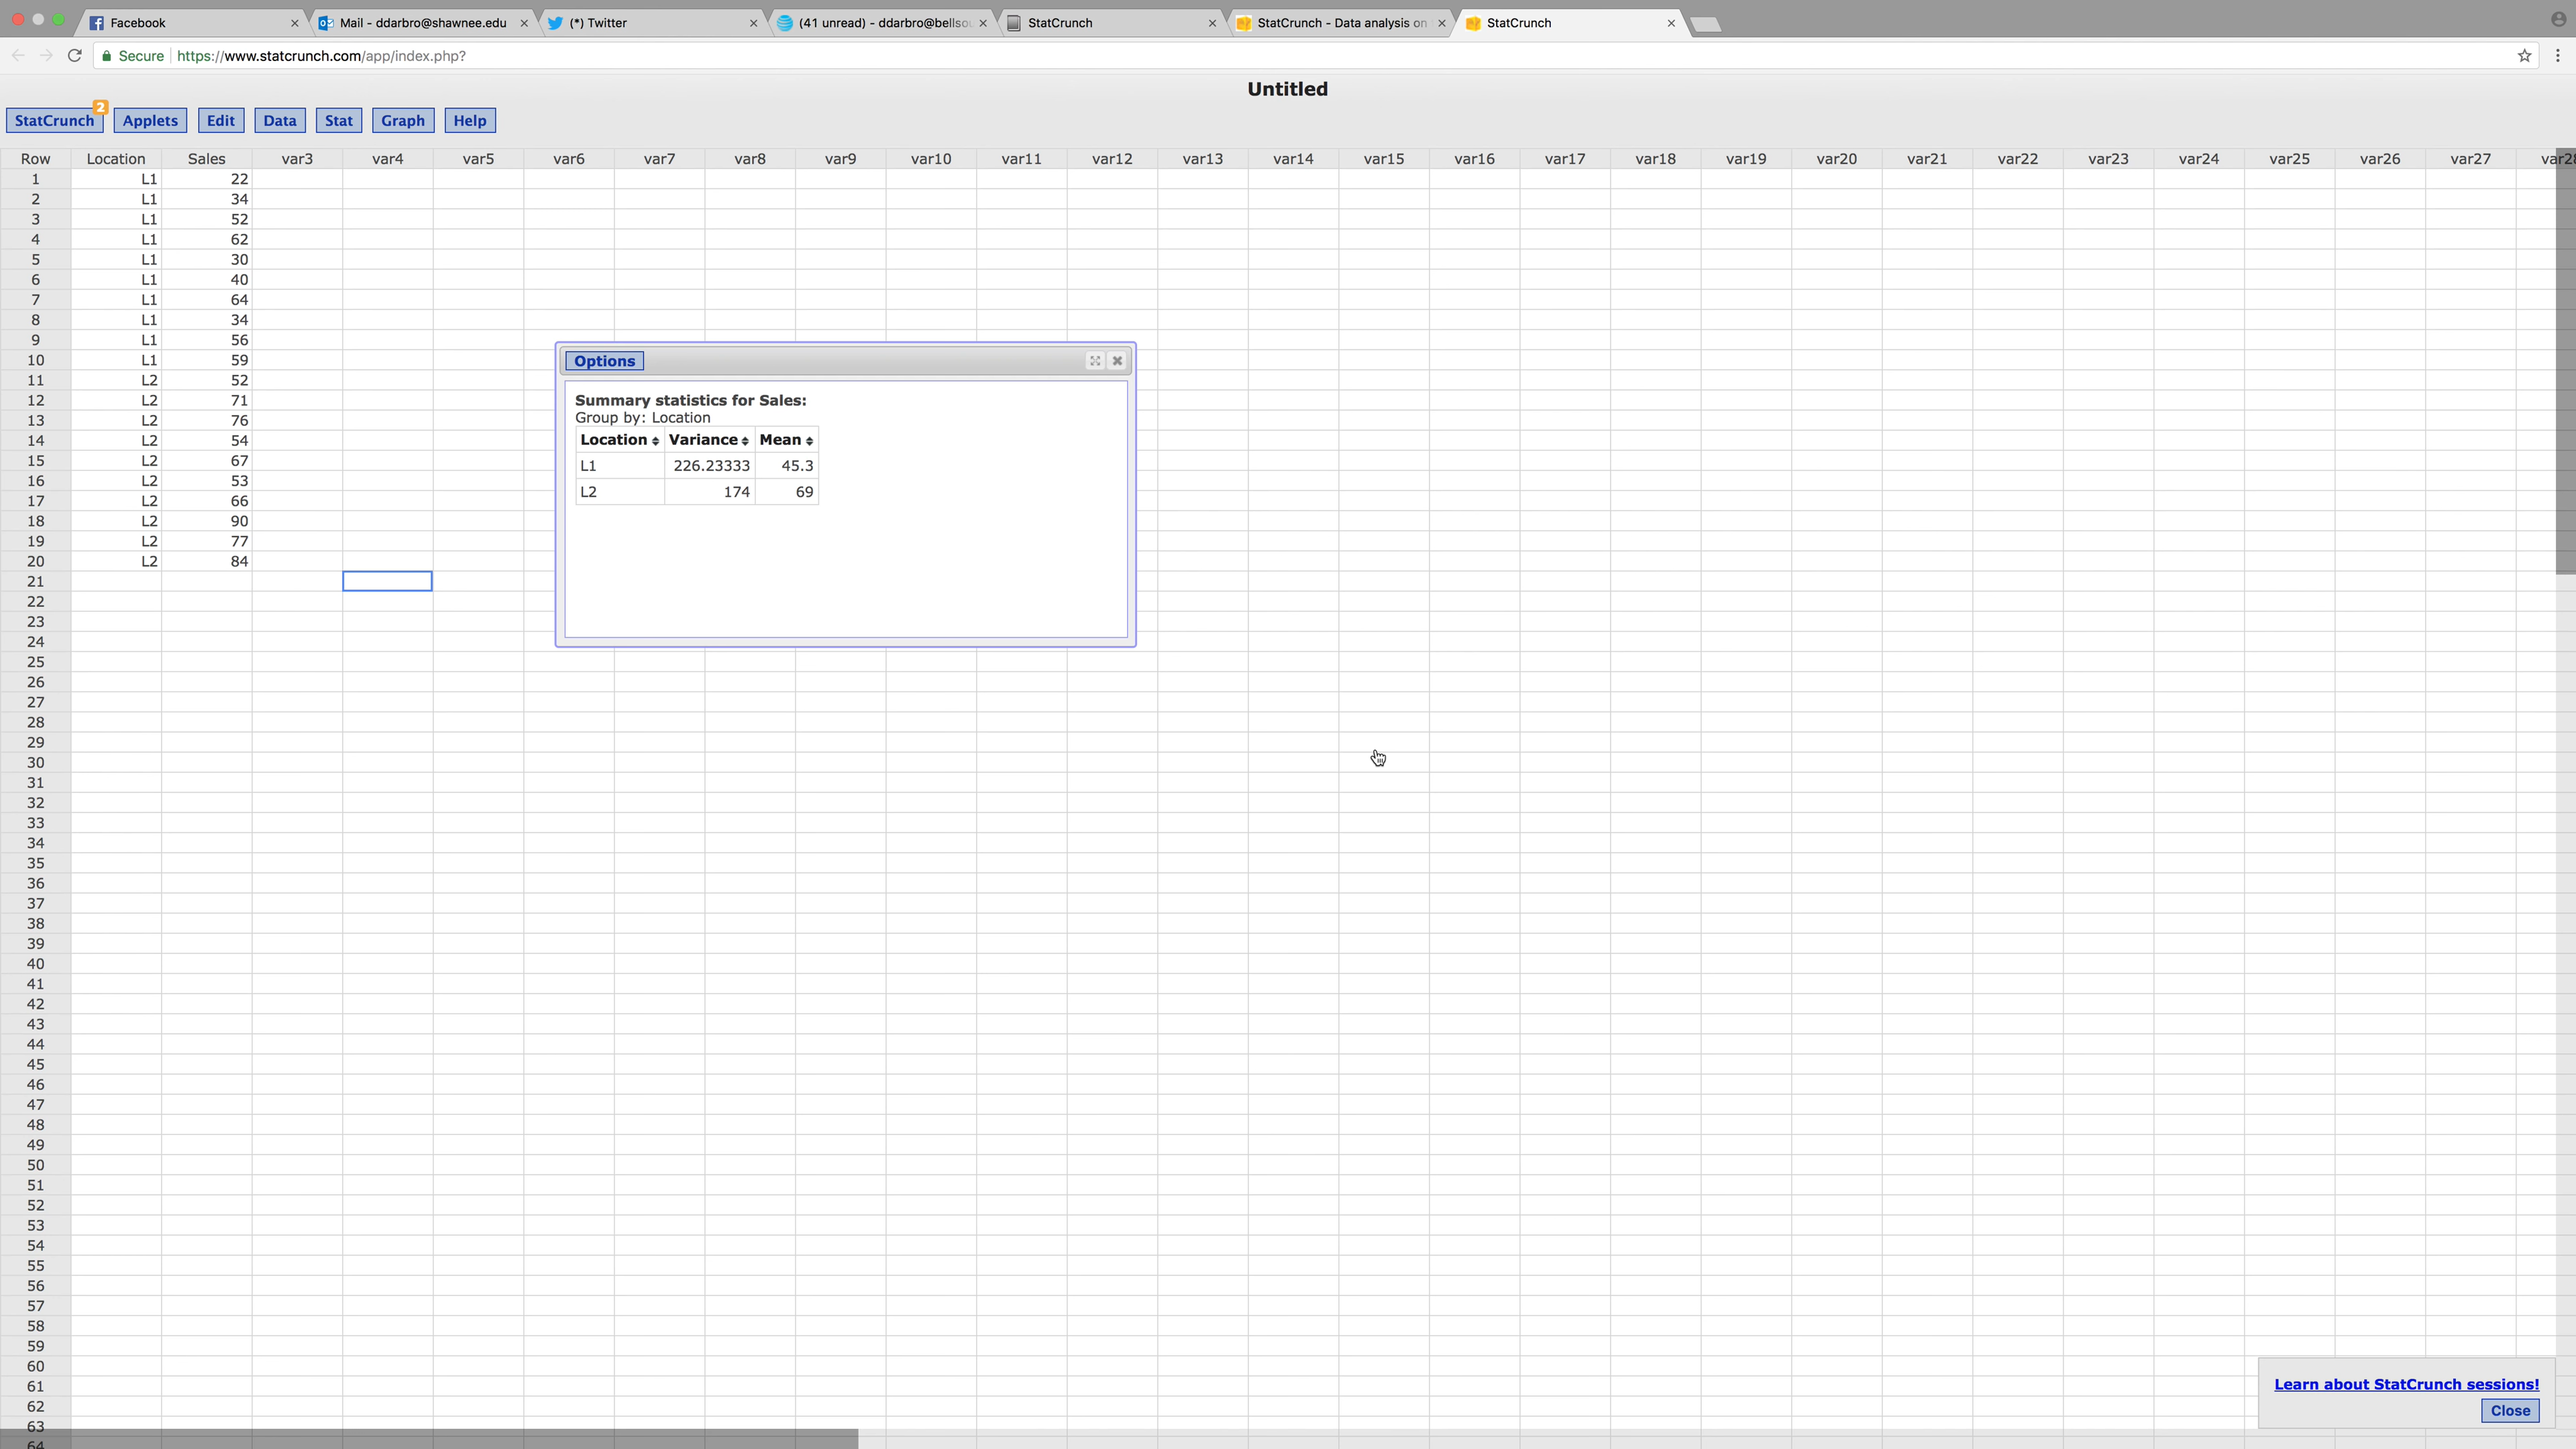 Facebook
Mail - ddarbro@shawnee.edu
(*) Twitter
(41 unread) - ddarbro@bellsou
StatCrunch
StatCrunch - Data analysis on
StatCrunch
Secure https://www.statcrunch.com/app/index.php?
Untitled
StatCrunch 2 Applets Edit Data Stat Graph Help
Row Location Sales var3 var4 var5 var6 var7 var8 var9 var10 var11 var12 var13 var14 var15 var16 var17 var18 var19 var20 var21 var22 var23 var24 var25 var26 var27 var28
1 L1 22
2 L1 34
3 L1 52
4 L1 62
5 L1 30
6 L1 40
7 L1 64
8 L1 34
9 L1 56
10 L1 59
11 L2 52
12 L2 71
13 L2 76
14 L2 54
15 L2 67
16 L2 53
17 L2 66
18 L2 90
19 L2 77
20 L2 84
21
22
23
24
25
26
27
28
29
30
31
32
33
34
35
36
37
38
39
40
41
42
43
44
45
46
47
48
49
50
51
52
53
54
55
56
57
58
59
60
61
62
63
64
Options
Summary statistics for Sales:
Group by: Location
Location Variance Mean
L1 226.23333 45.3
L2 174 69
Learn about StatCrunch sessions!
Close